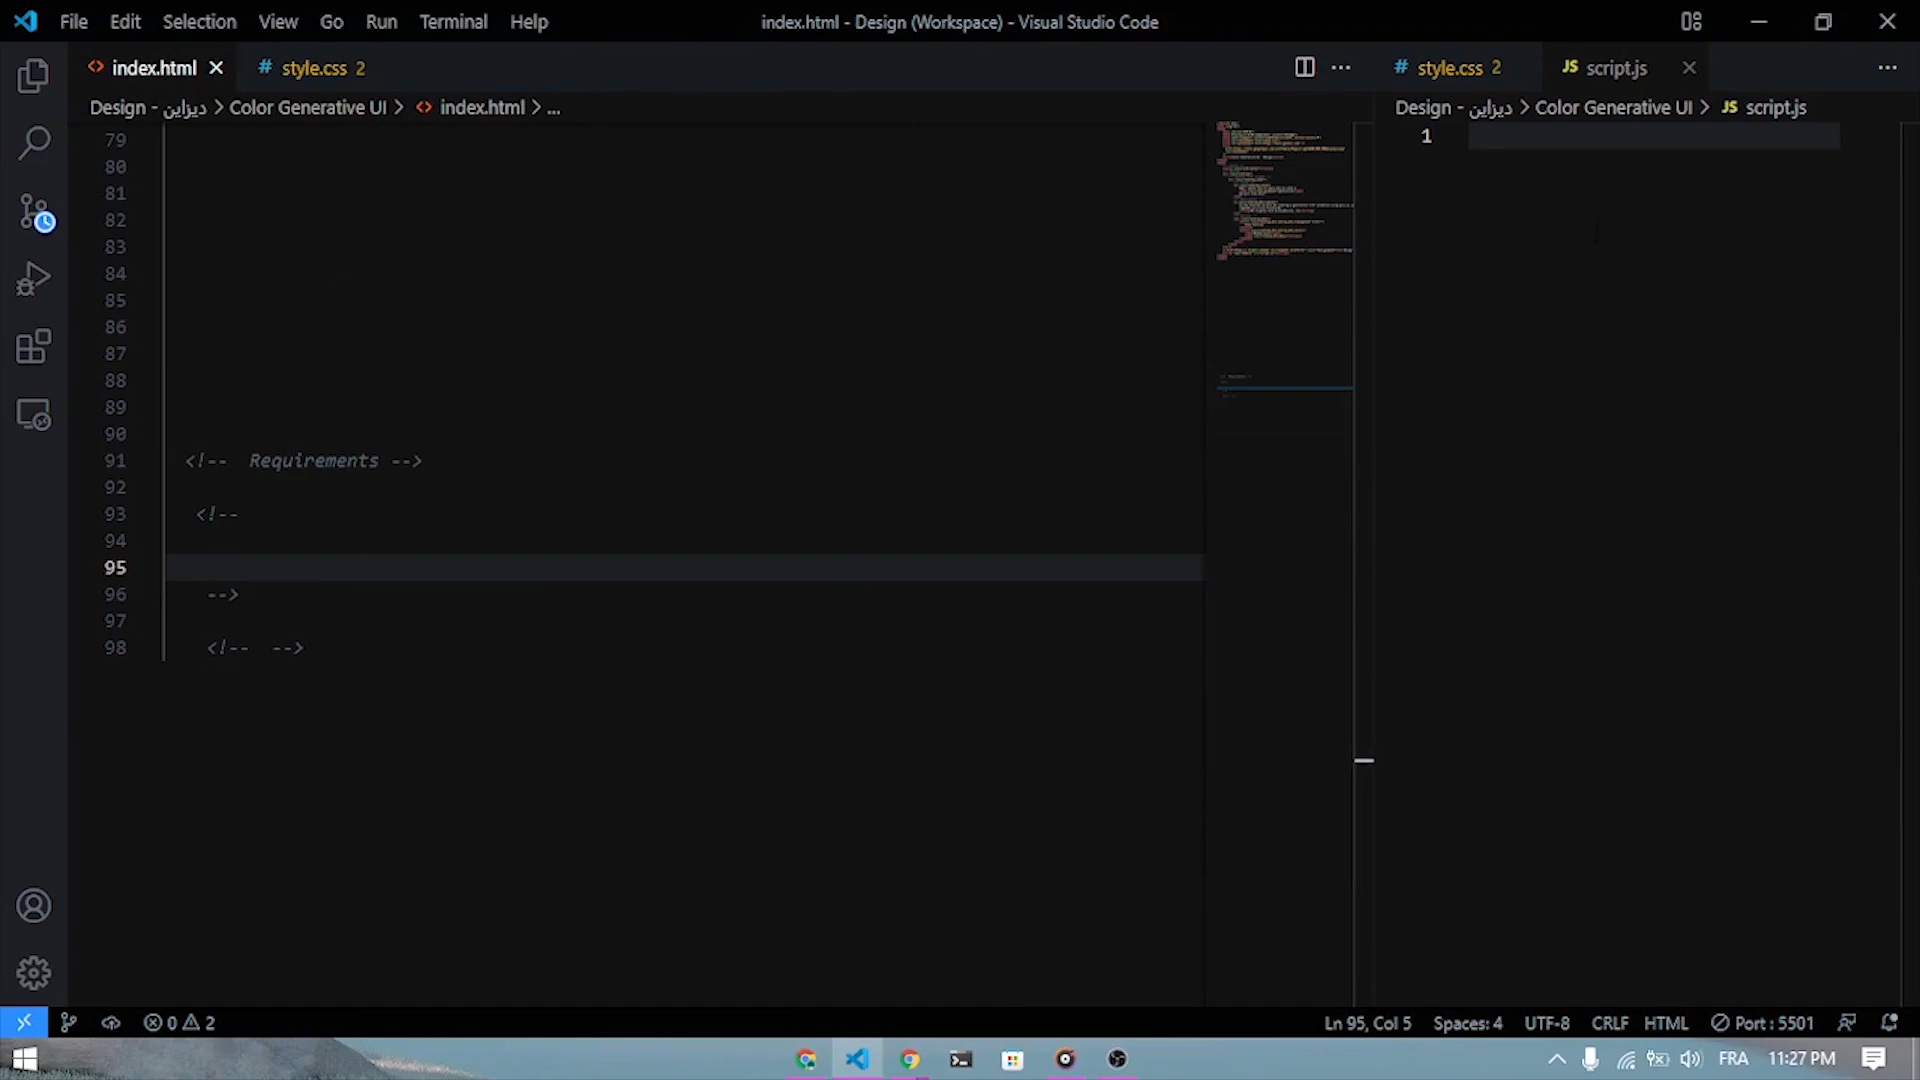 File Edit Selection View Go Run Terminal Help
index.html - Design (Workspace) - Visual Studio Code
index.html
style.css 2
style.css 2
JS script.js
Design - ديزاين > Color Generative UI > index.html > ...
Design - ديزاين > Color Generative UI > JS script.js
79
80
81
82
83
84
85
86
87
88
89
90
91 <!--  Requirements -->
92
93 <!--
94
95
96 -->
97
98 <!--  -->
1
0 2
Ln 95, Col 5 Spaces: 4 UTF-8 CRLF HTML Port : 5501
FRA 11:27 PM